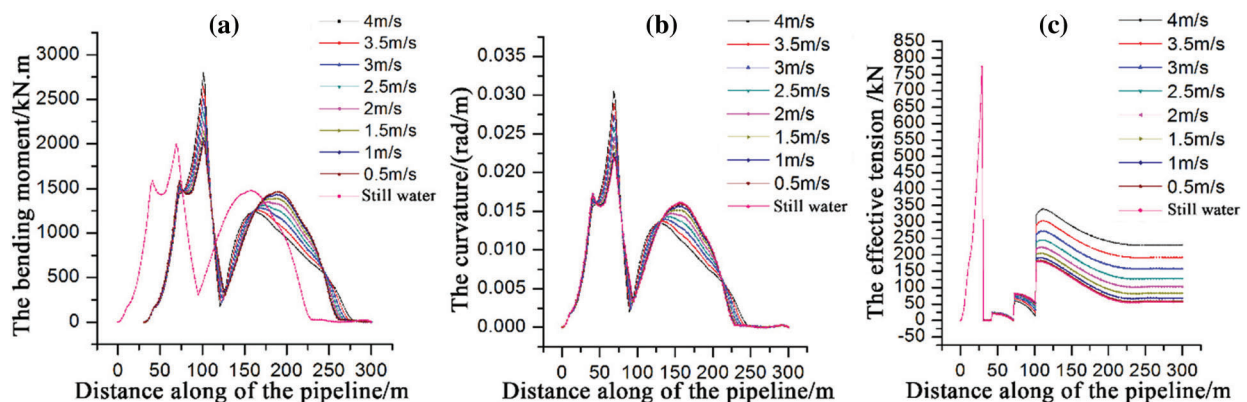 (a)
The bending moment/kN.m
3000
2500
2000
1500
1000
500
0
4m/s
3.5m/s
3m/s
2.5m/s
2m/s
1.5m/s
1m/s
0.5m/s
Still water
0 50 100 150 200 250 300
Distance along of the pipeline/m
(b)
The curvature/(rad/m)
0.035
0.030
0.025
0.020
0.015
0.010
0.005
0.000
4m/s
3.5m/s
3m/s
2.5m/s
2m/s
1.5m/s
1m/s
0.5m/s
Still water
0 50 100 150 200 250 300
Distance along of the pipeline/m
(c)
The effective tension /kN
850
800
750
700
650
600
550
500
450
400
350
300
250
200
150
100
50
0
-50
4m/s
3.5m/s
3m/s
2.5m/s
2m/s
1.5m/s
1m/s
0.5m/s
Still water
0 50 100 150 200 250 300
Distance along of the pipeline/m